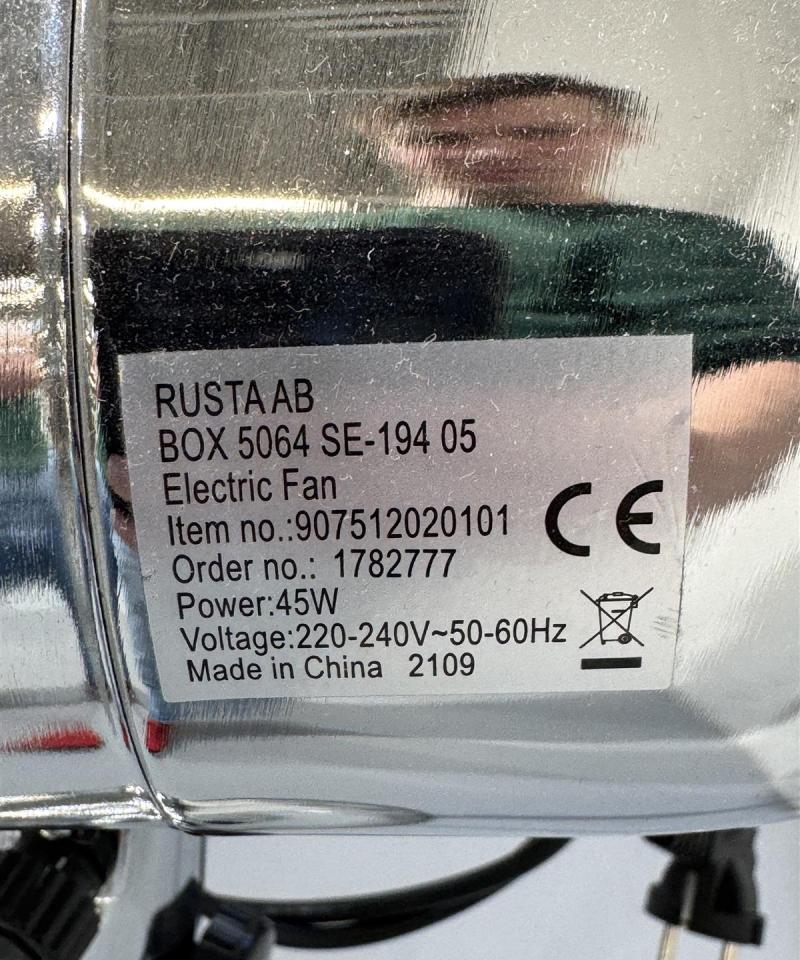 RUSTA AB
BOX 5064 SE-194 05
Electric Fan
Item no.:907512020101
Order no.: 1782777
Power:45W
Voltage:220-240V~50-60Hz
Made in China 2109
CE